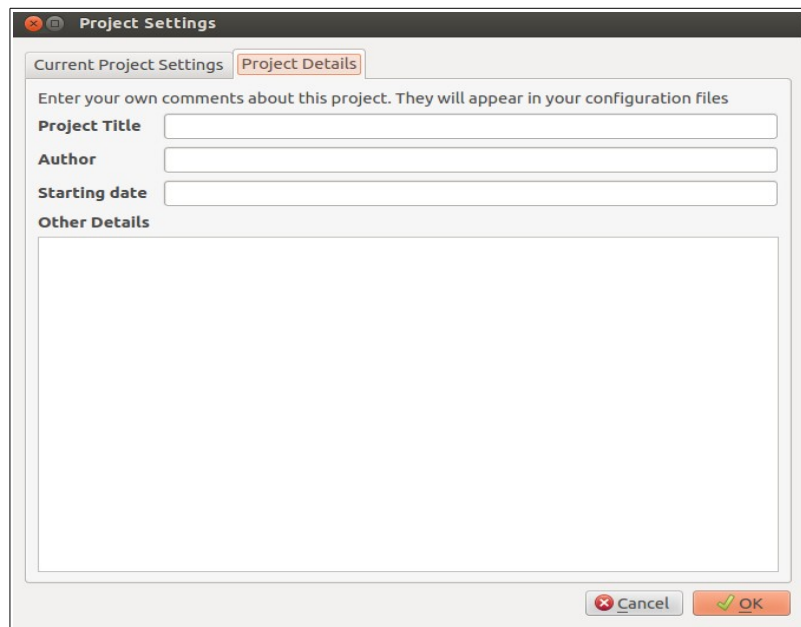 Project Settings
Current Project Settings Project Details
Enter your own comments about this project. They will appear in your configuration files
Project Title
Author
Starting date
Other Details
Cancel OK